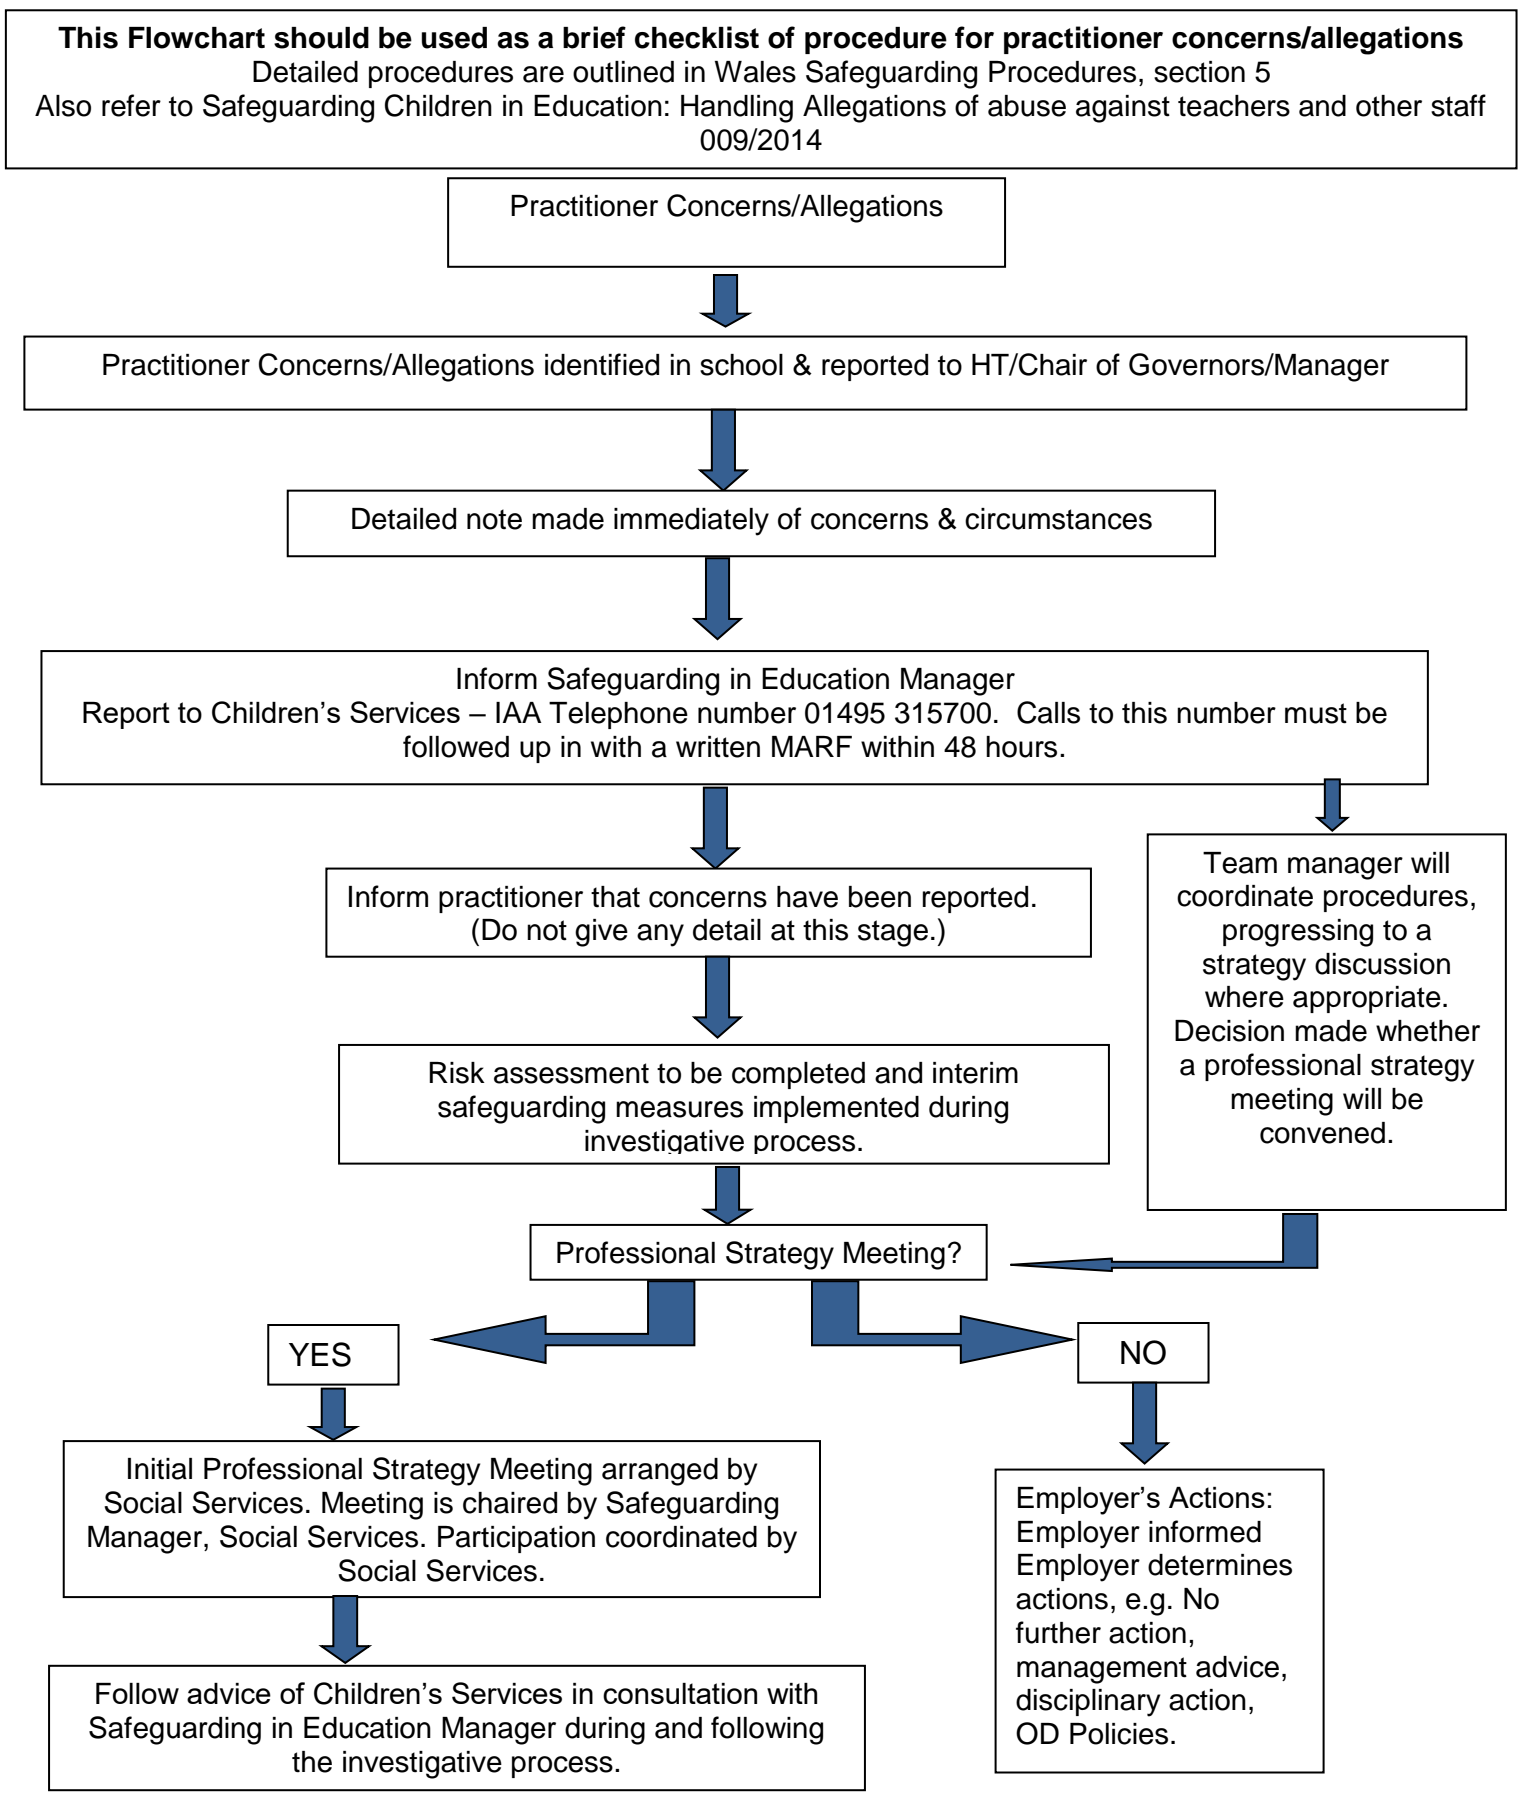 This Flowchart should be used as a brief checklist of procedure for practitioner concerns/allegations
Detailed procedures are outlined in Wales Safeguarding Procedures, section 5
Also refer to Safeguarding Children in Education: Handling Allegations of abuse against teachers and other staff
009/2014
Practitioner Concerns/Allegations
Practitioner Concerns/Allegations identified in school & reported to HT/Chair of Governors/Manager
Detailed note made immediately of concerns & circumstances
Inform Safeguarding in Education Manager
Report to Children’s Services – IAA Telephone number 01495 315700.  Calls to this number must be
followed up in with a written MARF within 48 hours.
Inform practitioner that concerns have been reported.
(Do not give any detail at this stage.)
Team manager will
coordinate procedures,
progressing to a
strategy discussion
where appropriate.
Decision made whether
a professional strategy
meeting will be
convened.
Risk assessment to be completed and interim
safeguarding measures implemented during
investigative process.
Professional Strategy Meeting?
YES
NO
Initial Professional Strategy Meeting arranged by
Social Services. Meeting is chaired by Safeguarding
Manager, Social Services. Participation coordinated by
Social Services.
Follow advice of Children’s Services in consultation with
Safeguarding in Education Manager during and following
the investigative process.
Employer’s Actions:
Employer informed
Employer determines
actions, e.g. No
further action,
management advice,
disciplinary action,
OD Policies.